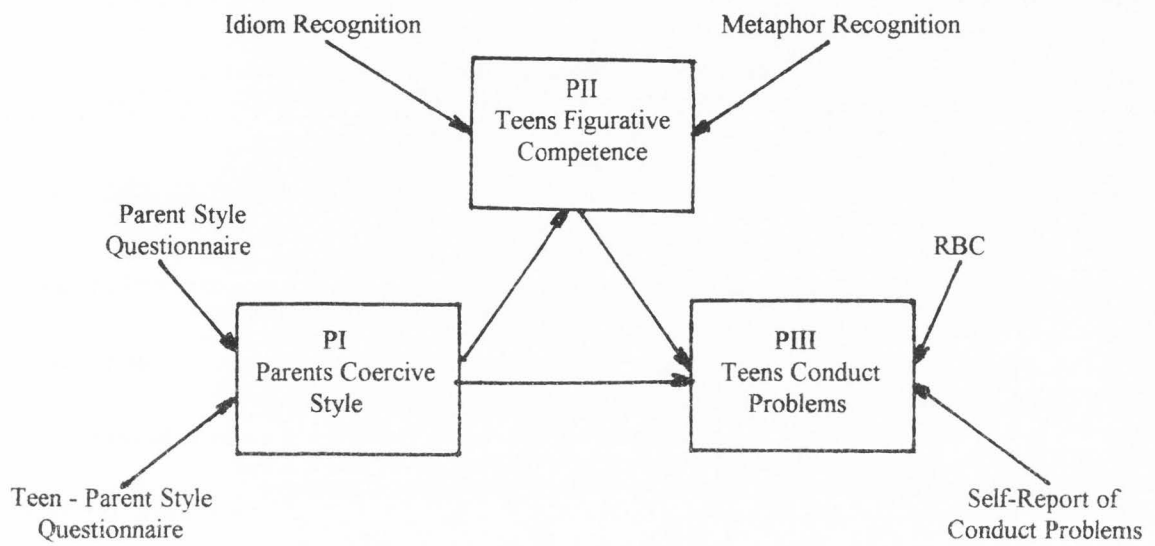 Idiom Recognition
Metaphor Recognition
PII
Teens Figurative
Competence
Parent Style
Questionnaire
RBC
PI
Parents Coercive
Style
PIII
Teens Conduct
Problems
Teen - Parent Style
Questionnaire
Self-Report of
Conduct Problems